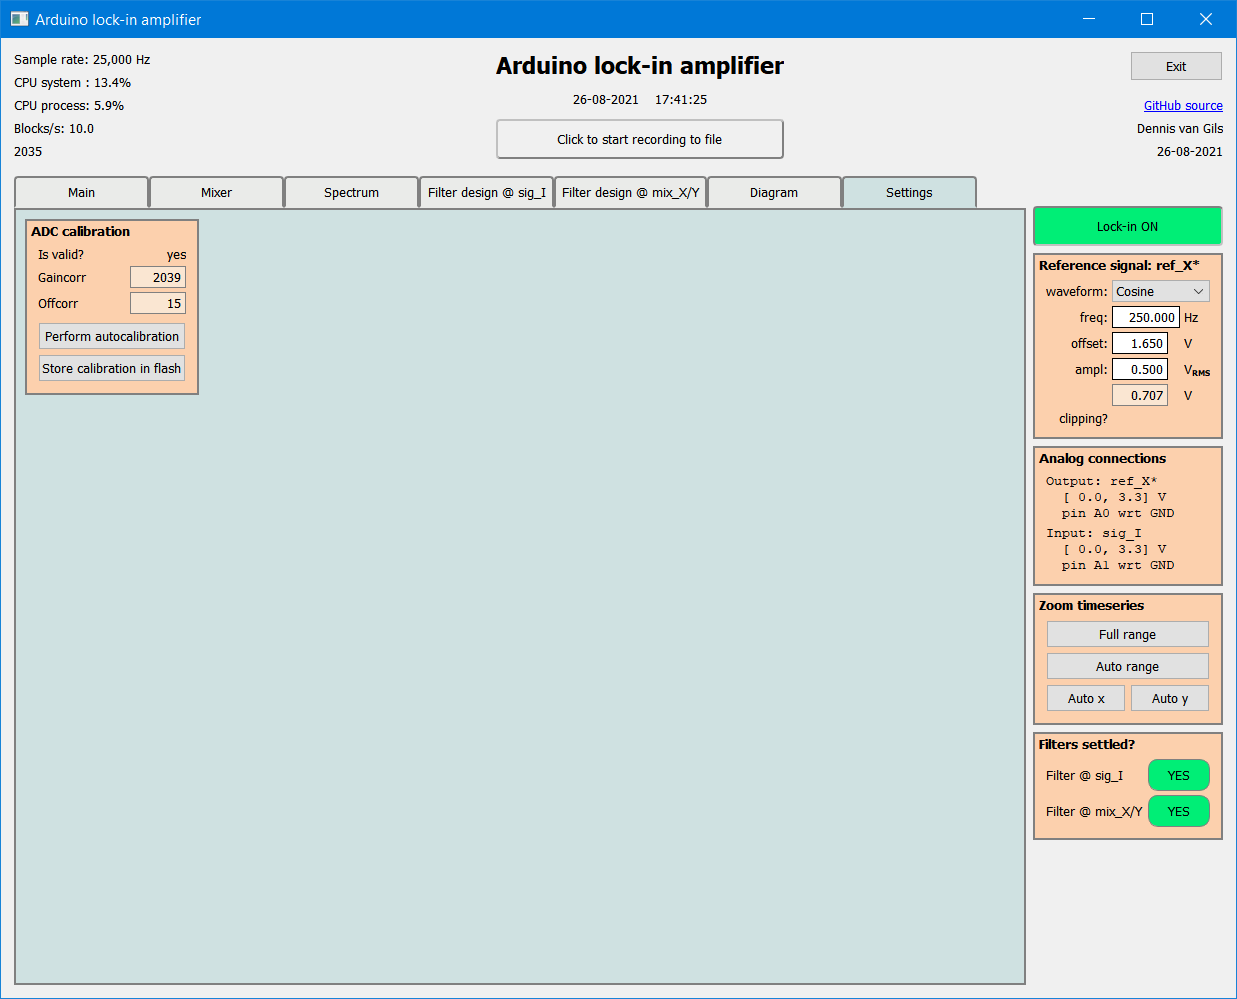 Arduino lock-in amplifier
Sample rate: 25,000 Hz
CPU system : 13.4%
CPU process: 5.9%
Blocks/s: 10.0
2035
Arduino lock-in amplifier
26-08-2021 17:41:25
Click to start recording to file
Exit
GitHub source
Dennis van Gils
26-08-2021
Main Mixer Spectrum Filter design @ sig_I Filter design @ mix_X/Y Diagram Settings
ADC calibration
Is valid? yes
Gaincorr 2039
Offcorr 15
Perform autocalibration
Store calibration in flash
Lock-in ON
Reference signal: ref_X*
waveform: Cosine
freq: 250.000 Hz
offset: 1.650 V
ampl: 0.500 VRMS
0.707 V
clipping?
Analog connections
Output: ref_X*
[ 0.0, 3.3] V
pin A0 wrt GND
Input: sig_I
[ 0.0, 3.3] V
pin A1 wrt GND
Zoom timeseries
Full range
Auto range
Auto x Auto y
Filters settled?
Filter @ sig_I YES
Filter @ mix_X/Y YES